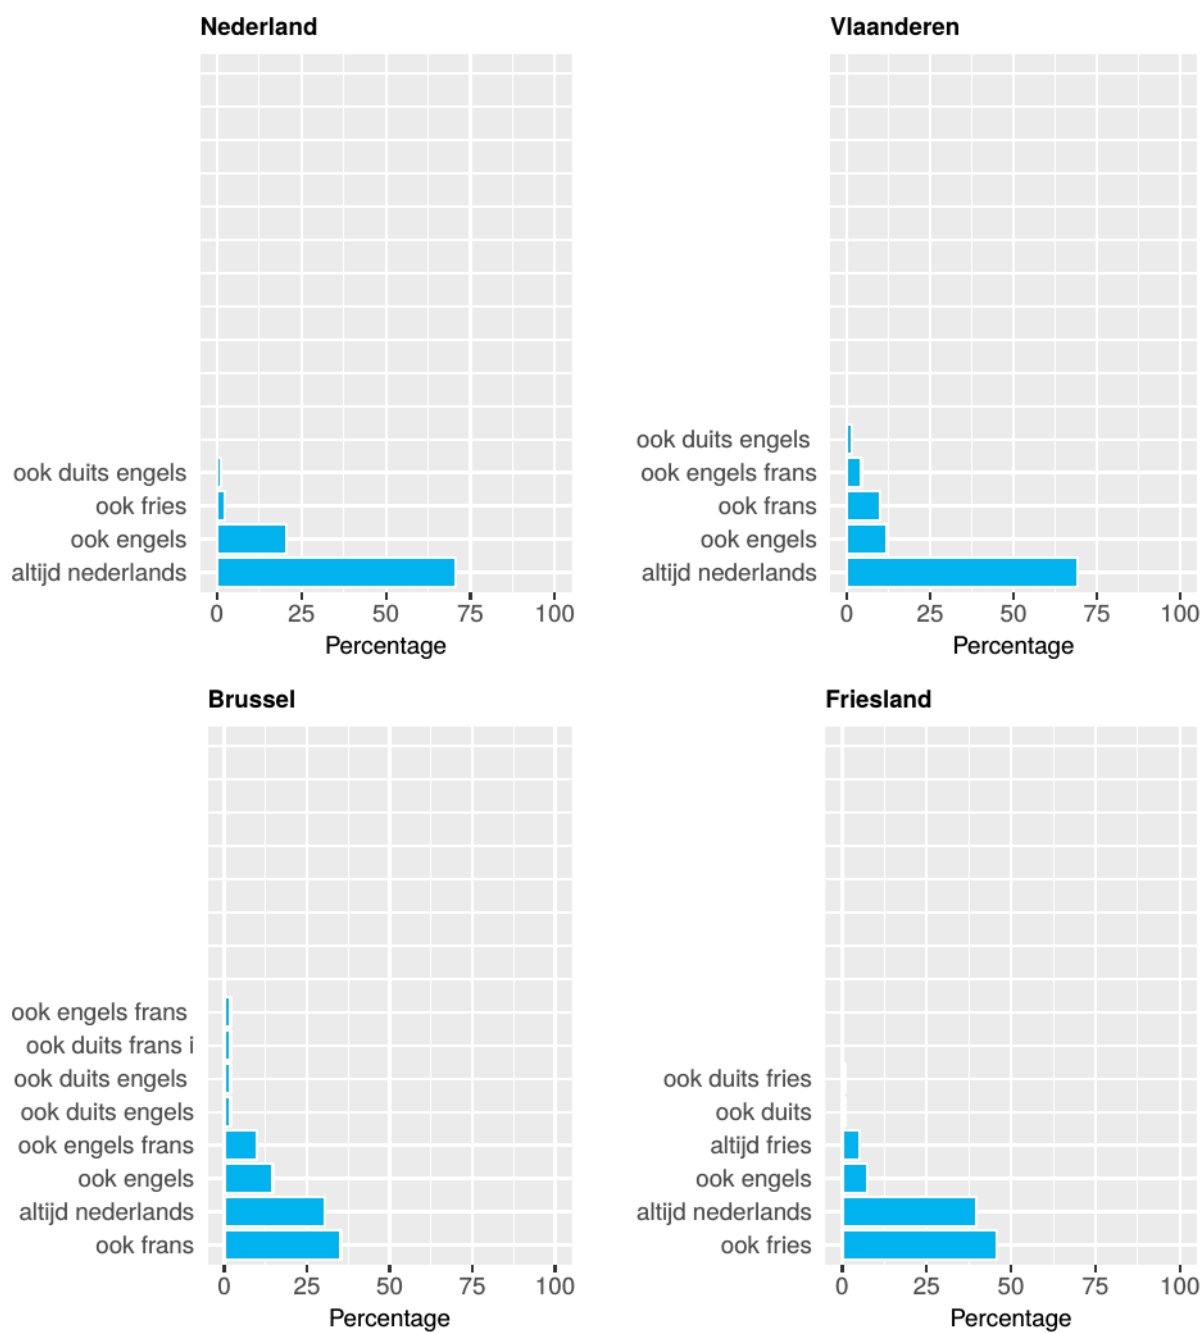 Nederland
ook duits engels
ook fries
ook engels
altijd nederlands
0 25 50 75 100
Percentage
Vlaanderen
ook duits engels
ook engels frans
ook frans
ook engels
altijd nederlands
0 25 50 75 100
Percentage
Brussel
ook engels frans
ook duits frans i
ook duits engels
ook duits engels
ook engels frans
ook engels
altijd nederlands
ook frans
0 25 50 75 100
Percentage
Friesland
ook duits fries
ook duits
altijd fries
ook engels
altijd nederlands
ook fries
0 25 50 75 100
Percentage